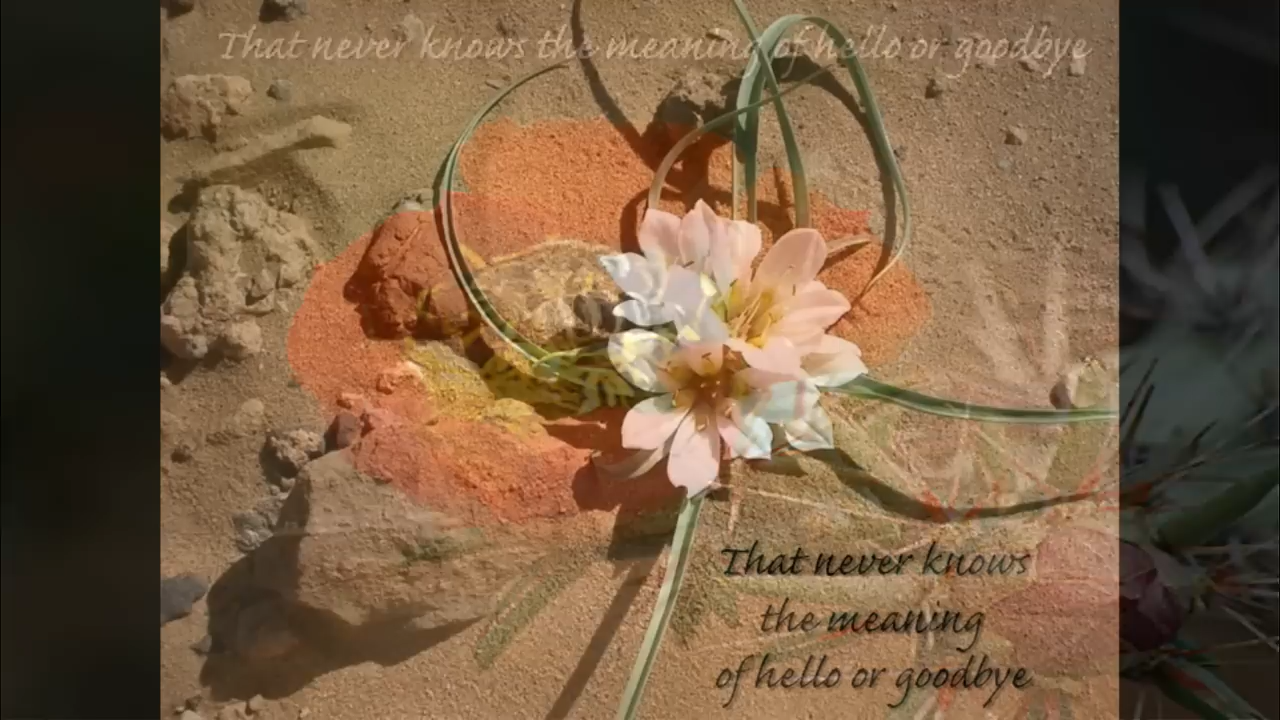 That never knows the meaning of hello or goodbye
That never knows
the meaning
of hello or goodbye